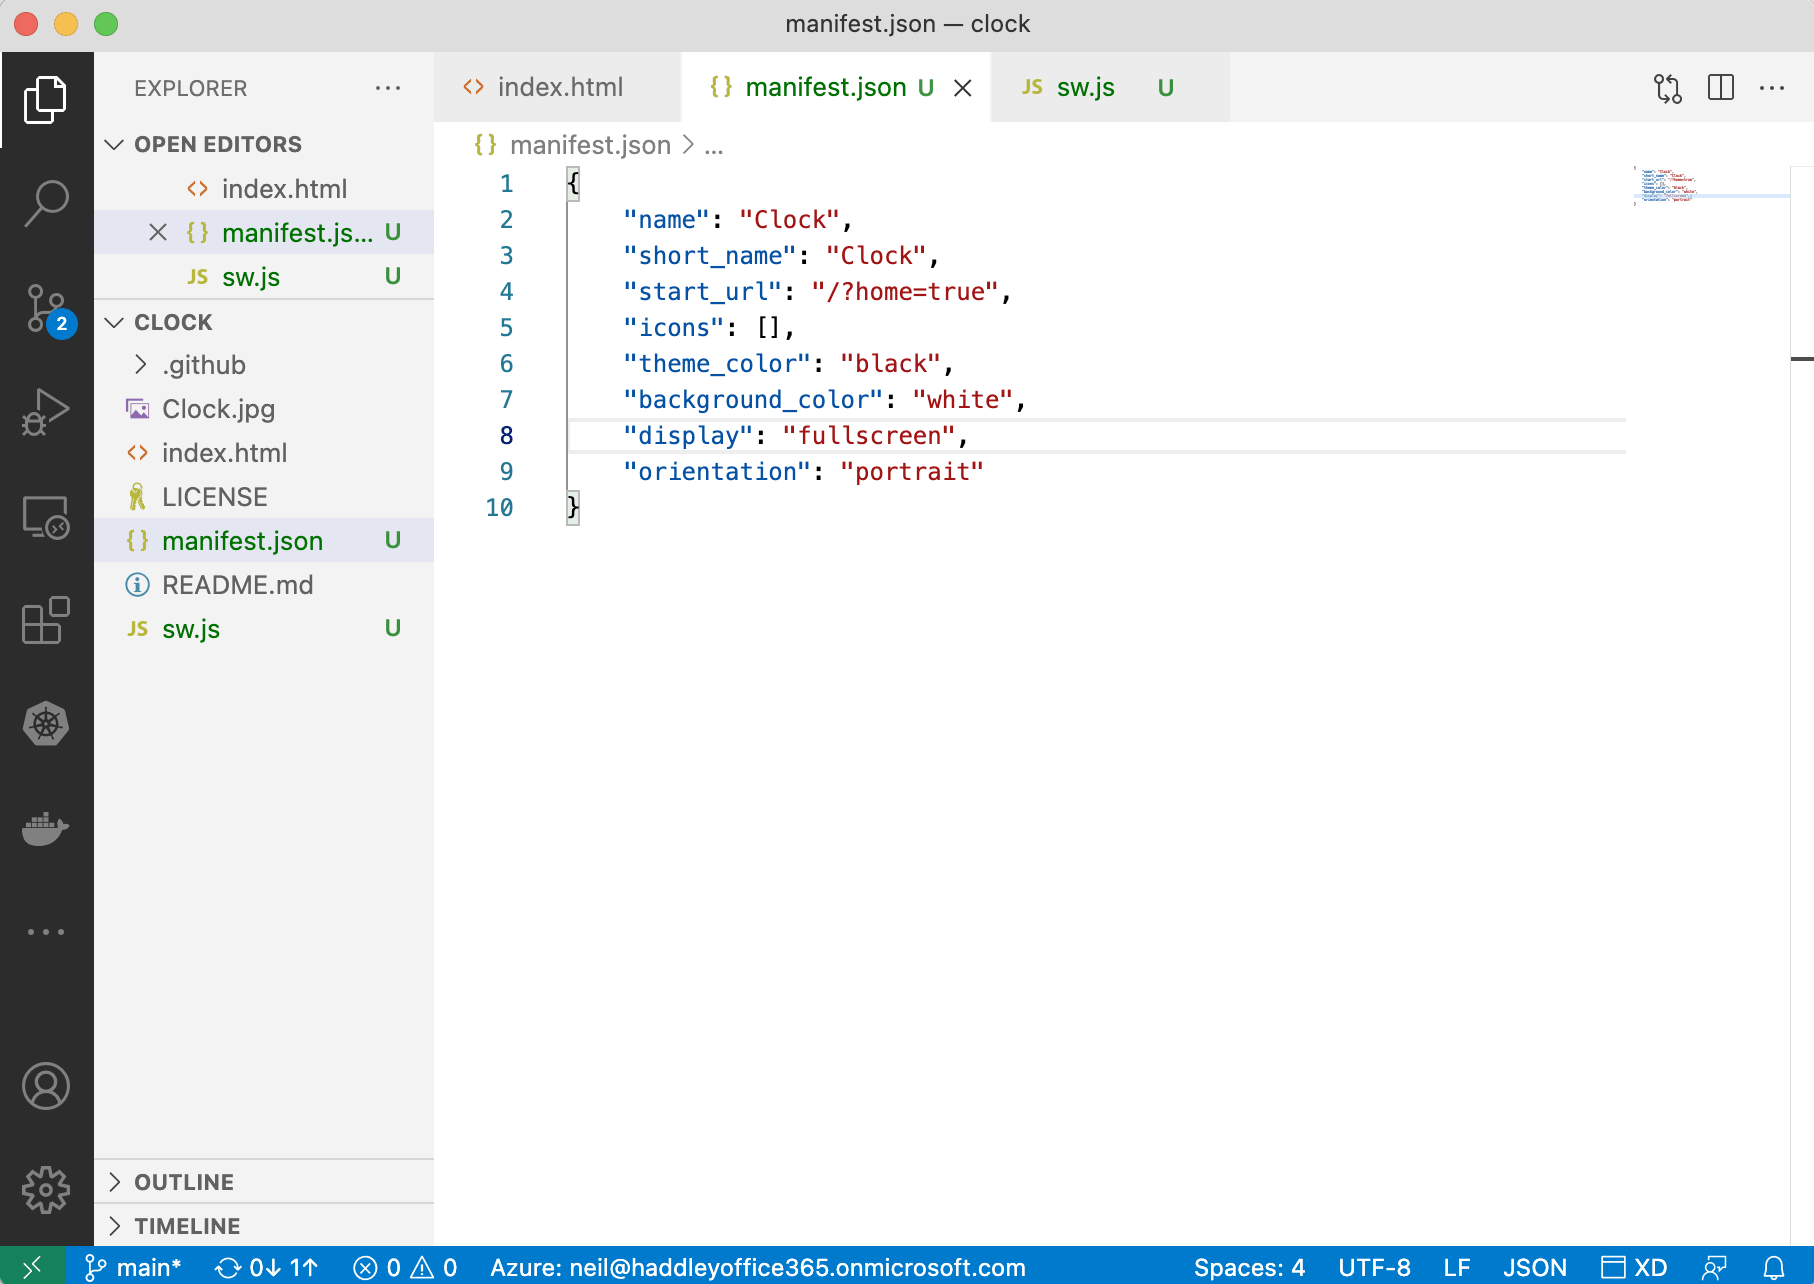 manifest.json — clock
EXPLORER
OPEN EDITORS
index.html
manifest.js... U
JS sw.js U
2
CLOCK
.github
Clock.jpg
index.html
LICENSE
{} manifest.json U
README.md
JS sw.js U
OUTLINE
TIMELINE
index.html
{} manifest.json U
JS sw.js U
{} manifest.json > ...
1 {
2 "name": "Clock",
3 "short_name": "Clock",
4 "start_url": "/?home=true",
5 "icons": [],
6 "theme_color": "black",
7 "background_color": "white",
8 "display": "fullscreen",
9 "orientation": "portrait"
10 }
main* 0↓ 1↑ 0 0 Azure: neil@haddleyoffice365.onmicrosoft.com Spaces: 4 UTF-8 LF JSON XD